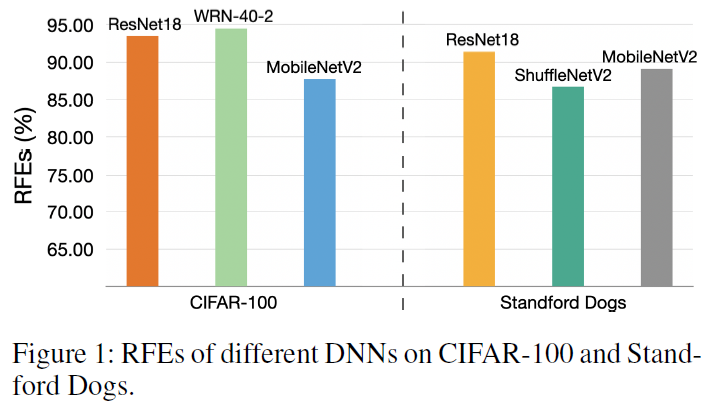 95.00
90.00
85.00
80.00
75.00
70.00
65.00
RFEs (%)
ResNet18
WRN-40-2
MobileNetV2
ResNet18
ShuffleNetV2
MobileNetV2
CIFAR-100
Standford Dogs
Figure 1: RFEs of different DNNs on CIFAR-100 and Stand-
ford Dogs.